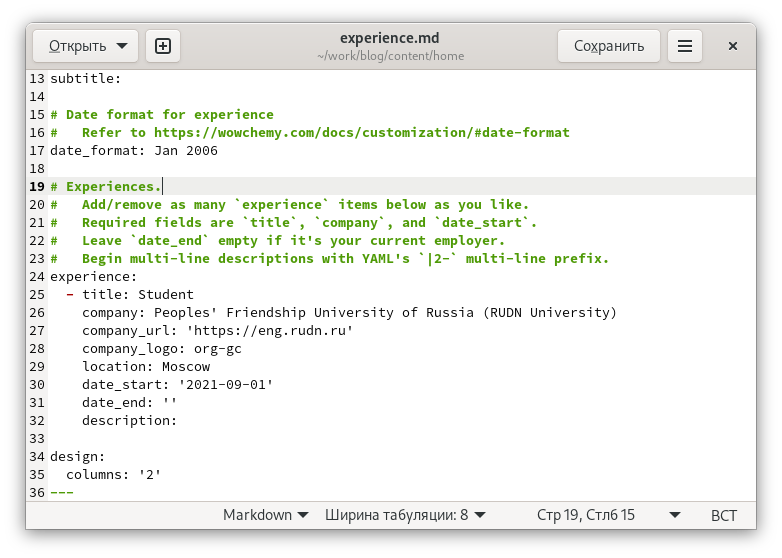 Открыть
experience.md
~/work/blog/content/home
Сохранить
13 subtitle:
14
15 # Date format for experience
16 #   Refer to https://wowchemy.com/docs/customization/#date-format
17 date_format: Jan 2006
18
19 # Experiences.
20 #   Add/remove as many `experience` items below as you like.
21 #   Required fields are `title`, `company`, and `date_start`.
22 #   Leave `date_end` empty if it's your current employer.
23 #   Begin multi-line descriptions with YAML's `|2-` multi-line prefix.
24 experience:
25   - title: Student
26     company: Peoples' Friendship University of Russia (RUDN University)
27     company_url: 'https://eng.rudn.ru'
28     company_logo: org-gc
29     location: Moscow
30     date_start: '2021-09-01'
31     date_end: ''
32     description:
33
34 design:
35   columns: '2'
36 ---
Markdown Ширина табуляции: 8 Стр 19, Стлб 15 ВСТ